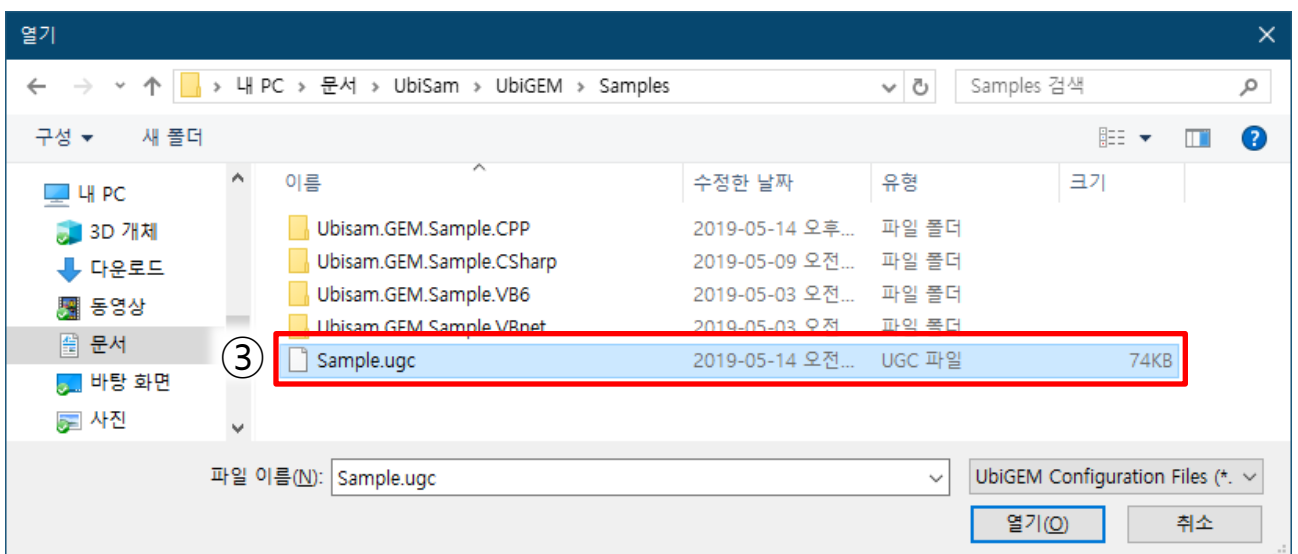 열기
내 PC > 문서 > UbiSam > UbiGEM > Samples
Samples 검색
구성 새 폴더
이름 수정한 날짜 유형 크기
내 PC
3D 개체
다운로드
동영상
문서
바탕 화면
사진
Ubisam.GEM.Sample.CPP 2019-05-14 오후... 파일 폴더
Ubisam.GEM.Sample.CSharp 2019-05-09 오전... 파일 폴더
Ubisam.GEM.Sample.VB6 2019-05-03 오전... 파일 폴더
Ubisam.GEM.Sample.VBnet 2019-05-03 오전... 파일 폴더
③ Sample.ugc 2019-05-14 오전... UGC 파일 74KB
파일 이름(N): Sample.ugc UbiGEM Configuration Files (*.
열기(O) 취소